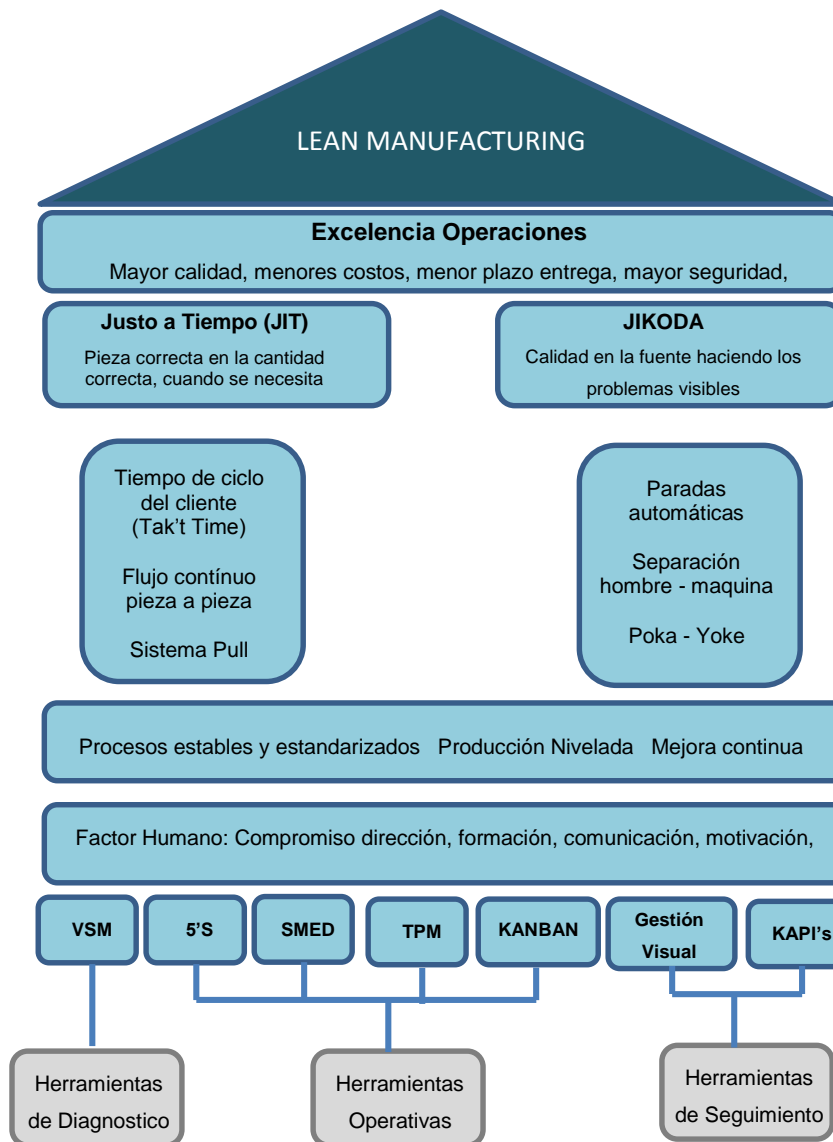 LEAN MANUFACTURING
Excelencia Operaciones
Mayor calidad, menores costos, menor plazo entrega, mayor seguridad,
Justo a Tiempo (JIT)
Pieza correcta en la cantidad
correcta, cuando se necesita
JIKODA
Calidad en la fuente haciendo los
problemas visibles
Tiempo de ciclo
del cliente
(Tak't Time)
Flujo contínuo
pieza a pieza
Sistema Pull
Paradas
automáticas
Separación
hombre - maquina
Poka - Yoke
Procesos estables y estandarizados Producción Nivelada Mejora continua
Factor Humano: Compromiso dirección, formación, comunicación, motivación,
VSM
5'S
SMED
TPM
KANBAN
Gestión
Visual
KAPI's
Herramientas
de Diagnostico
Herramientas
Operativas
Herramientas
de Seguimiento